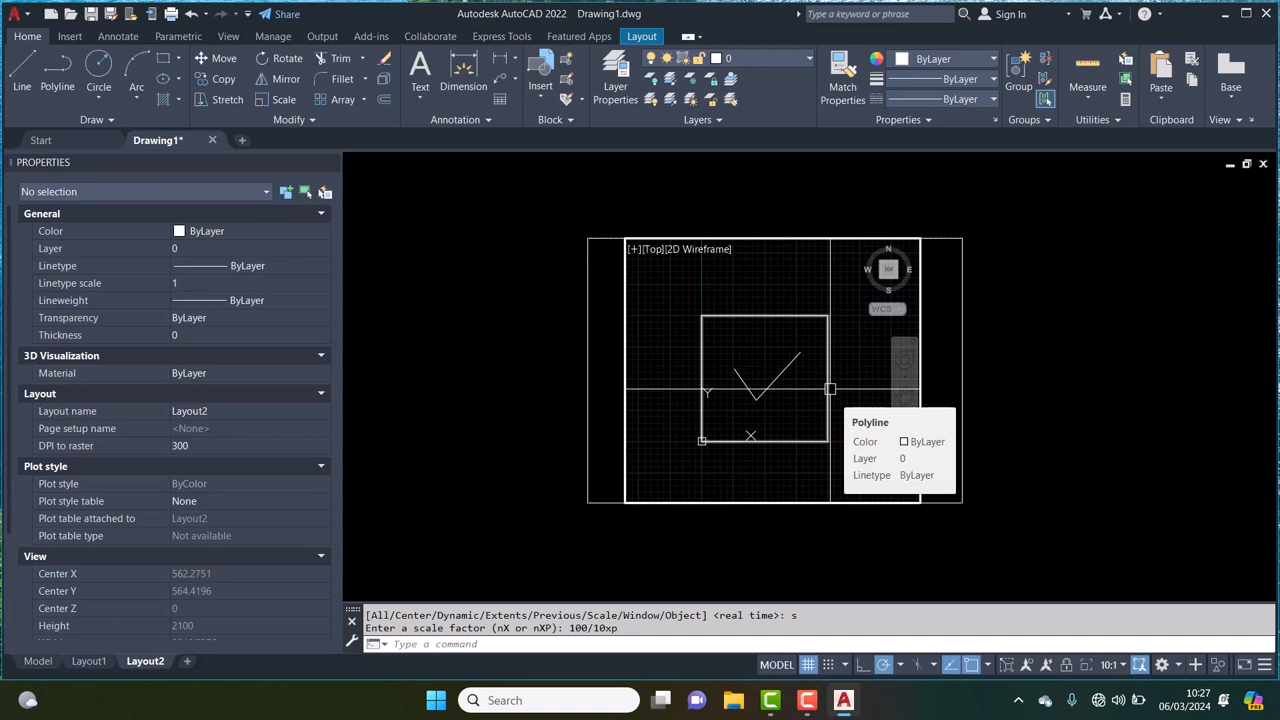 Share
Autodesk AutoCAD 2022 Drawing1.dwg
Type a keyword or phrase
Sign In
Home Insert Annotate Parametric View Manage Output Add-ins Collaborate Express Tools Featured Apps Layout
Line Polyline Circle Arc
Move Rotate Trim
Copy Mirror Fillet
Stretch Scale Array
Text Dimension
Insert
Layer Properties
0
Match Properties
ByLayer
Group
Measure
Paste
Base
Draw Modify Annotation Block Layers Properties Groups Utilities Clipboard View
Start Drawing1*
PROPERTIES
No selection
General
Color ByLayer
Layer 0
Linetype ByLayer
Linetype scale 1
Lineweight ByLayer
Transparency ByLayer
Thickness 0
3D Visualization
Material ByLayer
Layout
Layout name Layout2
Page setup name <None>
DPI to raster 300
Plot style
Plot style ByColor
Plot style table None
Plot table attached to Layout2
Plot table type Not available
View
Center X 562.2751
Center Y 564.4196
Center Z 0
Height 2100
[+][Top][2D Wireframe]
N
W TOP E
S
WCS
Y
X
Polyline
Color ByLayer
Layer 0
Linetype ByLayer
[All/Center/Dynamic/Extents/Previous/Scale/Window/Object] <real time>: s
Enter a scale factor (nX or nXP): 100/10xp
Type a command
Model Layout1 Layout2
MODEL
10:1
Search
10:27
06/03/2024